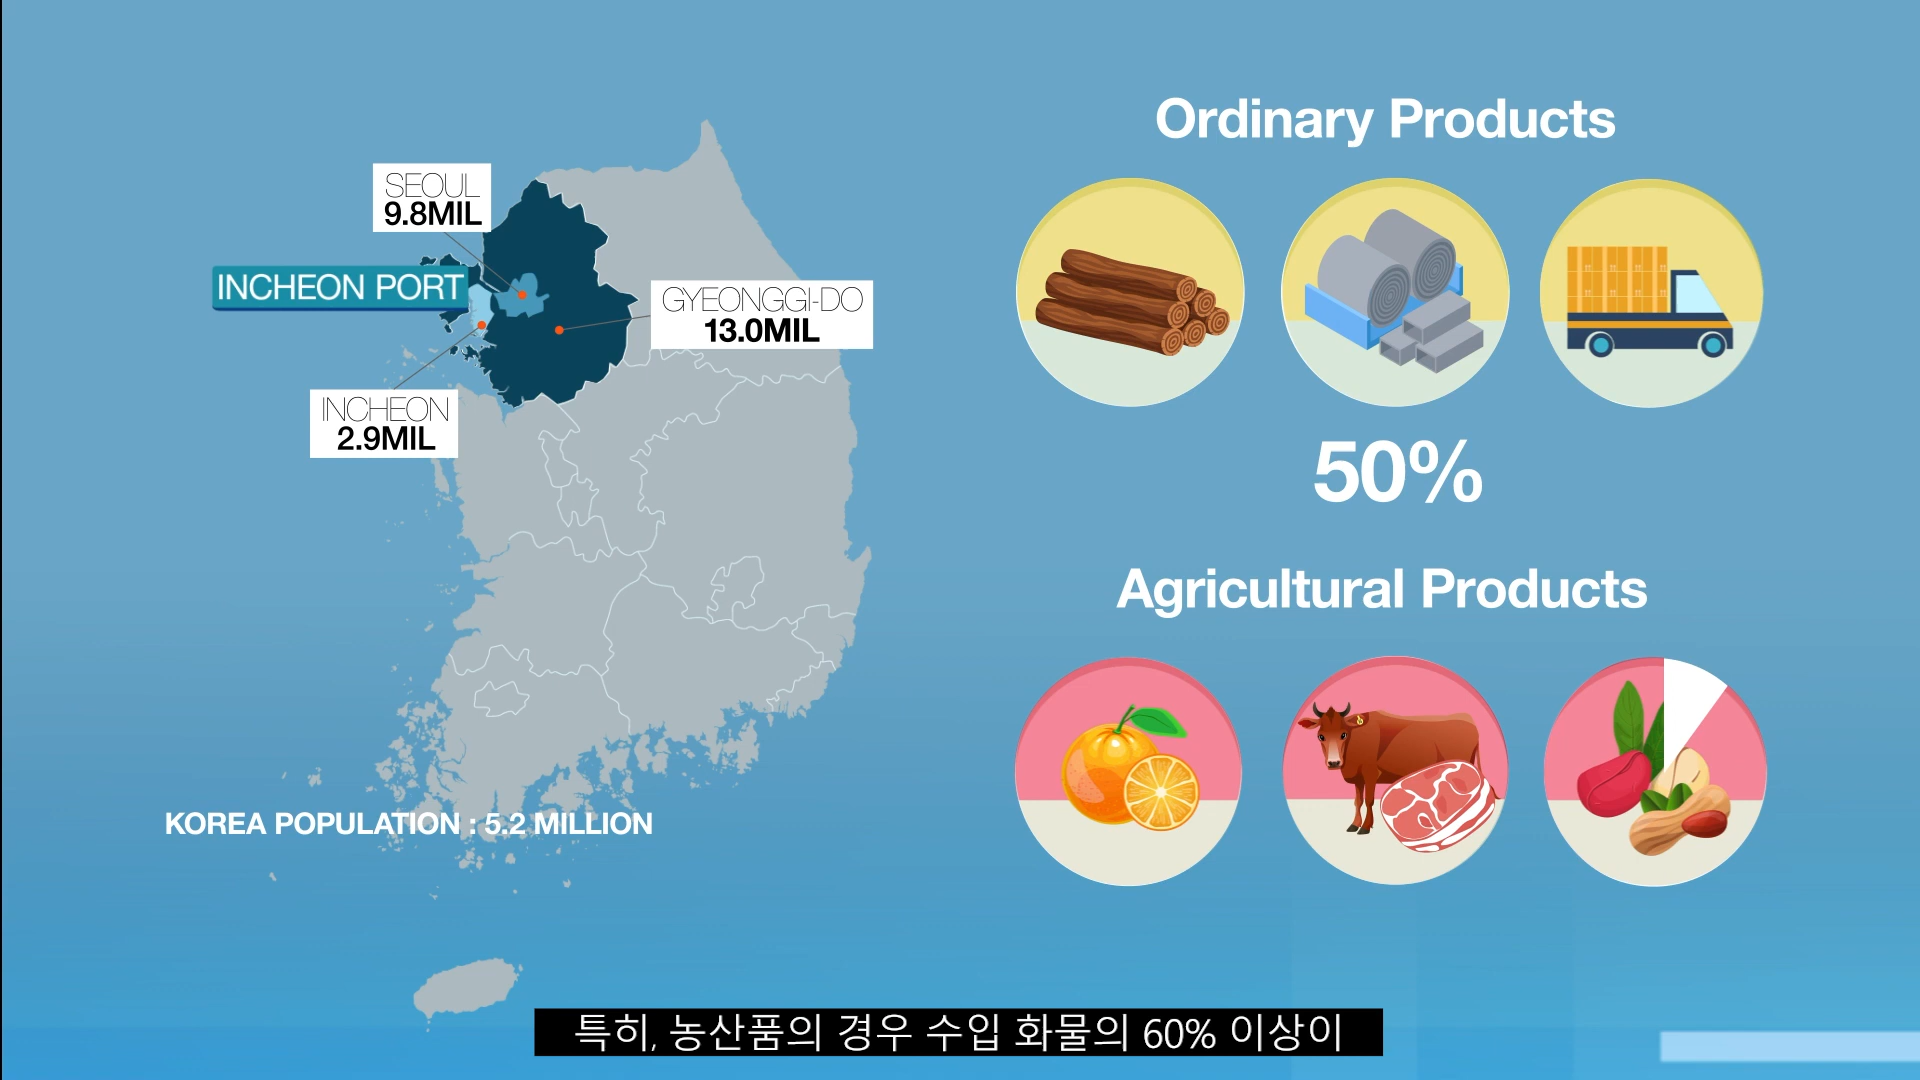 SEOUL
9.8MIL
INCHEON PORT
GYEONGGI-DO
13.0MIL
INCHEON
2.9MIL
KOREA POPULATION : 5.2 MILLION
Ordinary Products
50%
Agricultural Products
특히, 농산품의 경우 수입 화물의 60% 이상이